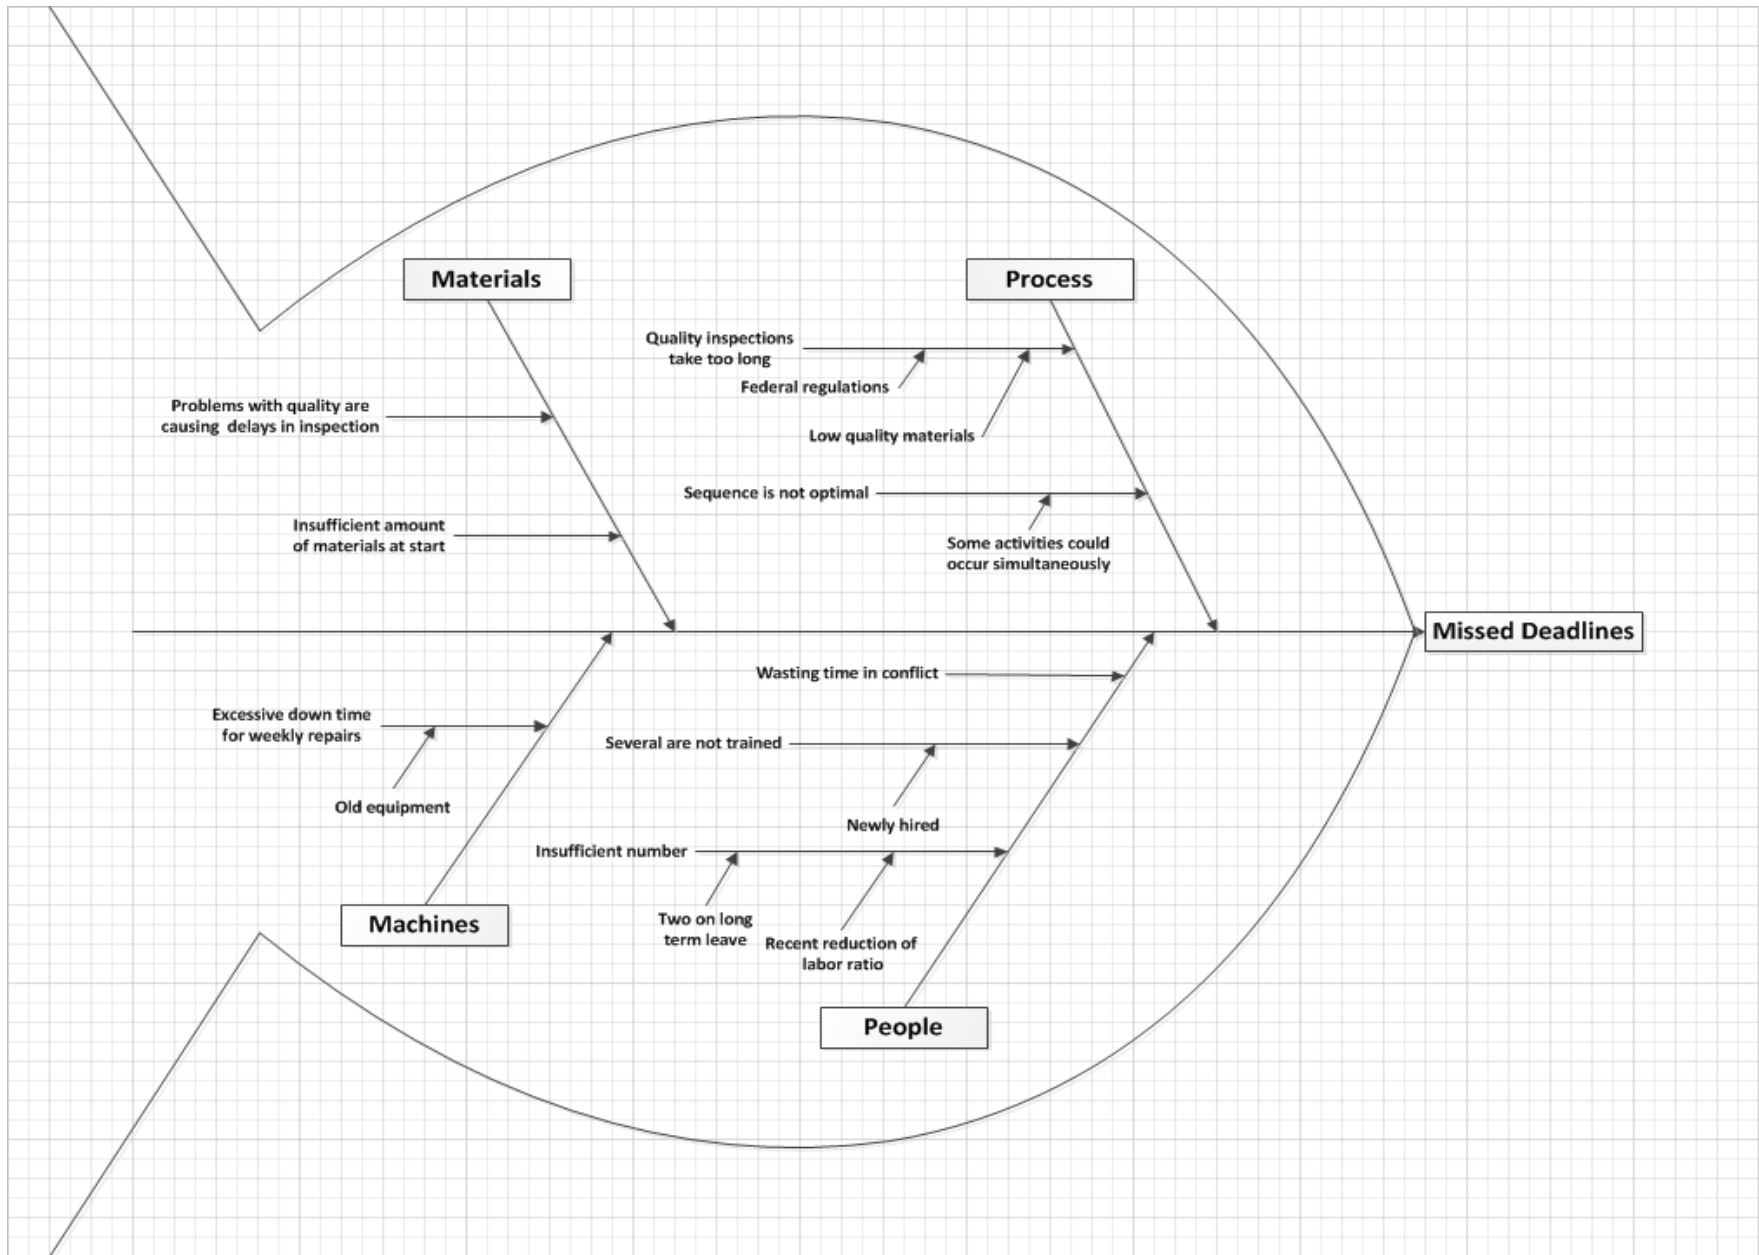 Materials
Process
Quality inspections
take too long
Federal regulations
Problems with quality are
causing delays in inspection
Low quality materials
Sequence is not optimal
Insufficient amount
of materials at start
Some activities could
occur simultaneously
Missed Deadlines
Wasting time in conflict
Excessive down time
for weekly repairs
Several are not trained
Old equipment
Newly hired
Insufficient number
Machines
Two on long
term leave
Recent reduction of
labor ratio
People